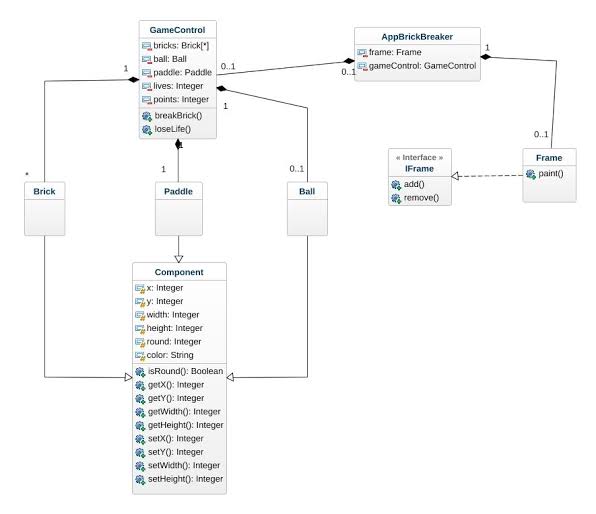 GameControl
bricks: Brick[*]
ball: Ball
paddle: Paddle
lives: Integer
points: Integer
breakBrick()
loseLife()
AppBrickBreaker
frame: Frame
gameControl: GameControl
1
0..1
0..1
1
1
1
1
0..1
*
0..1
« Interface »
IFrame
add()
remove()
Frame
paint()
Brick
Paddle
Ball
Component
x: Integer
y: Integer
width: Integer
height: Integer
round: Integer
color: String
isRound(): Boolean
getX(): Integer
getY(): Integer
getWidth(): Integer
getHeight(): Integer
setX(): Integer
setY(): Integer
setWidth(): Integer
setHeight(): Integer